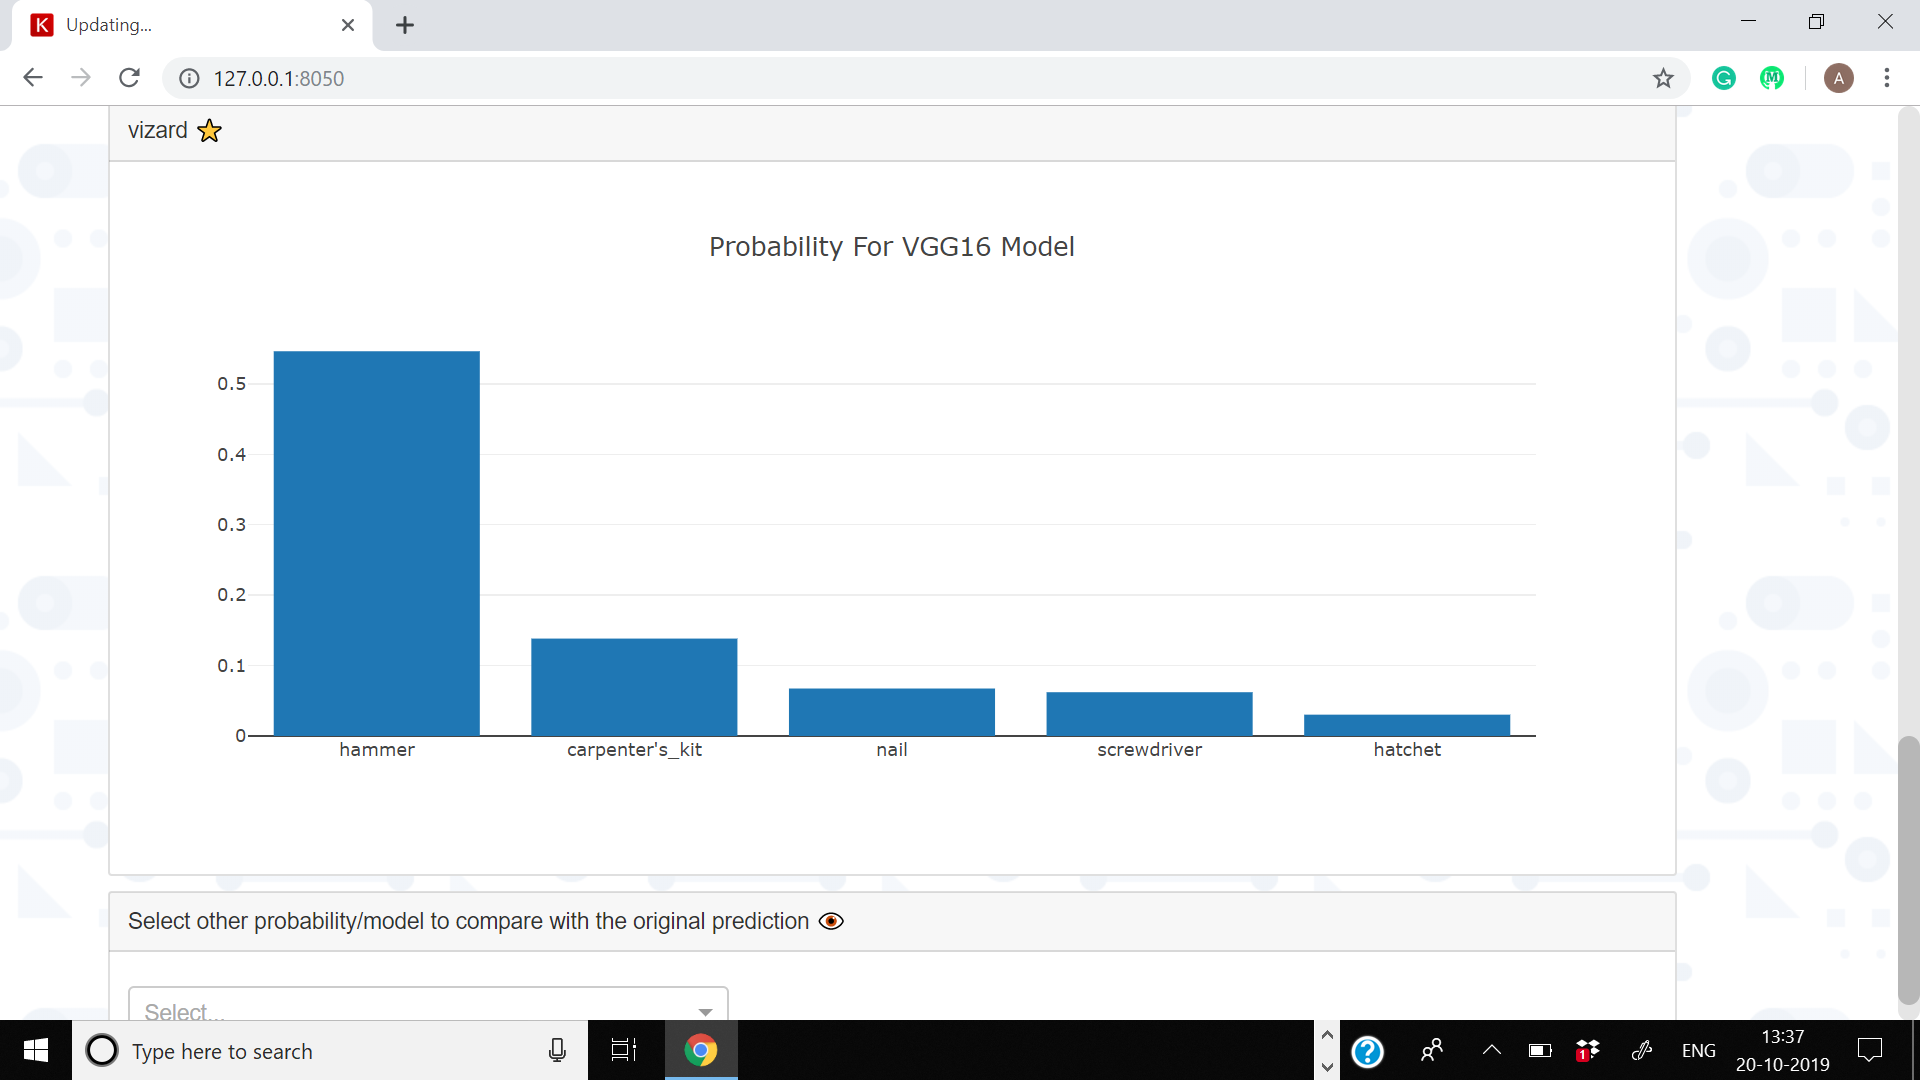 K Updating...
127.0.0.1:8050
G M A
vizard
Probability For VGG16 Model
0.5
0.4
0.3
0.2
0.1
0
hammer carpenter's_kit nail screwdriver hatchet
Select other probability/model to compare with the original prediction
Select...
Type here to search
? 1 ENG 13:37
20-10-2019